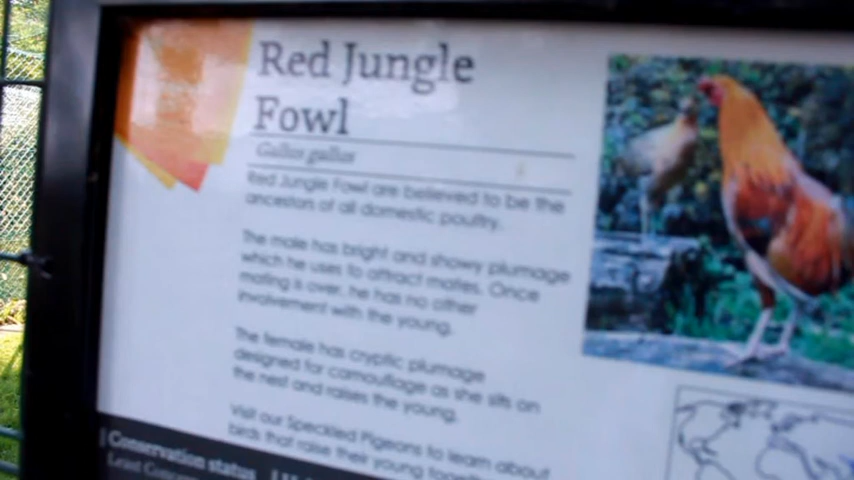 Red Jungle
Fowl
Gallus gallus
Red Jungle Fowl are believed to be the
ancestors of all domestic poultry.
The male has bright and showy plumage
which he uses to attract mates. Once
mating is over, he has no other
involvement with the young.
The female has cryptic plumage
designed for camouflage as she sits on
the nest and raises the young.
Visit our Speckled Pigeons to learn about
birds that raise their young together
Conservation status
Least Concern